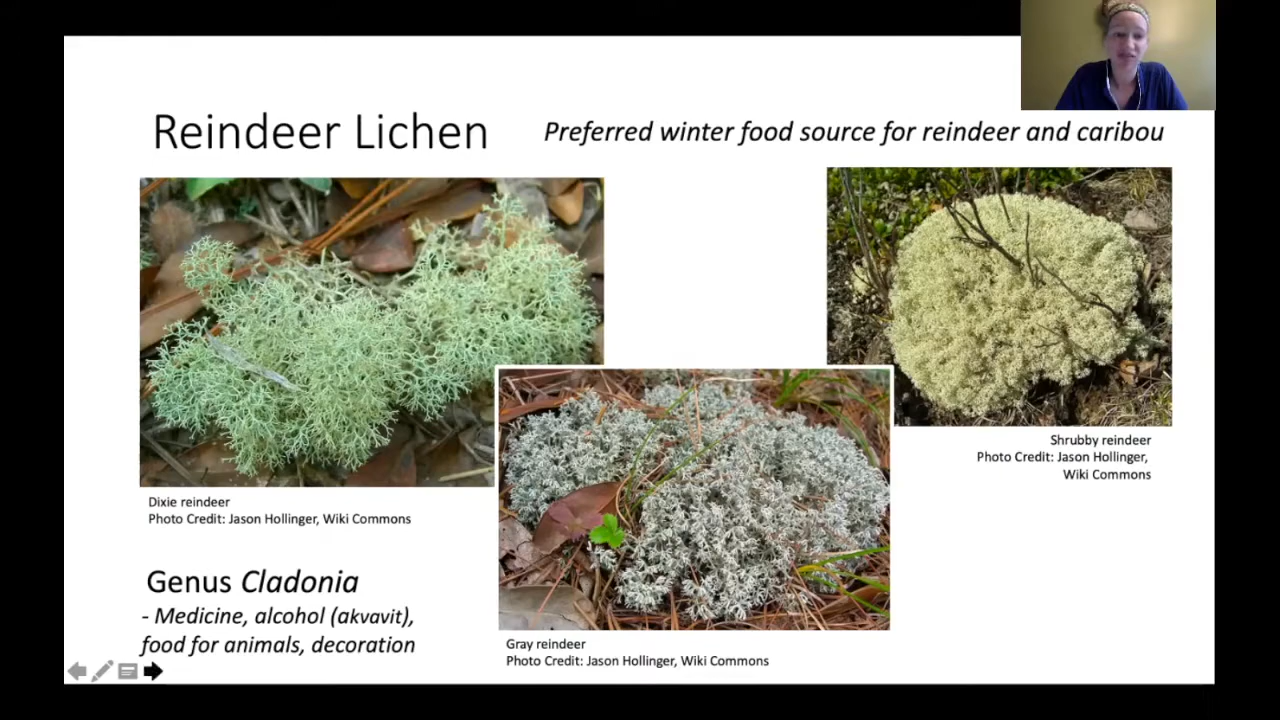 Reindeer Lichen
Preferred winter food source for reindeer and caribou
Shrubby reindeer
Photo Credit: Jason Hollinger,
Wiki Commons
Dixie reindeer
Photo Credit: Jason Hollinger, Wiki Commons
Genus Cladonia
- Medicine, alcohol (akvavit),
food for animals, decoration
Gray reindeer
Photo Credit: Jason Hollinger, Wiki Commons